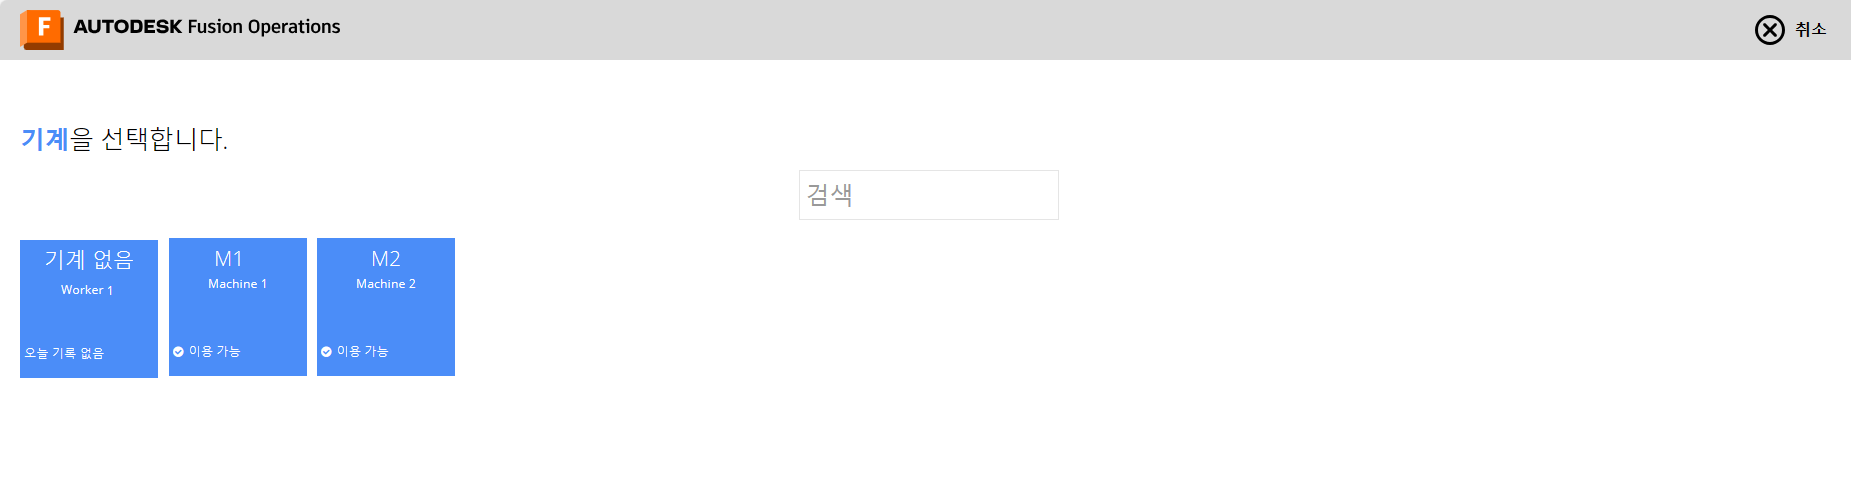 F AUTODESK Fusion Operations
취소
기계을 선택합니다.
검색
기계 없음
Worker 1
오늘 기록 없음
M1
Machine 1
이용 가능
M2
Machine 2
이용 가능